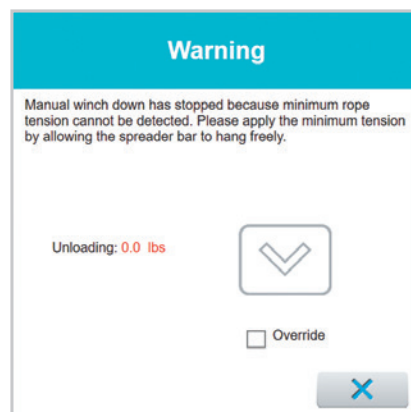 Warning
Manual winch down has stopped because minimum rope
tension cannot be detected. Please apply the minimum tension
by allowing the spreader bar to hang freely.
Unloading: 0.0 lbs
Override